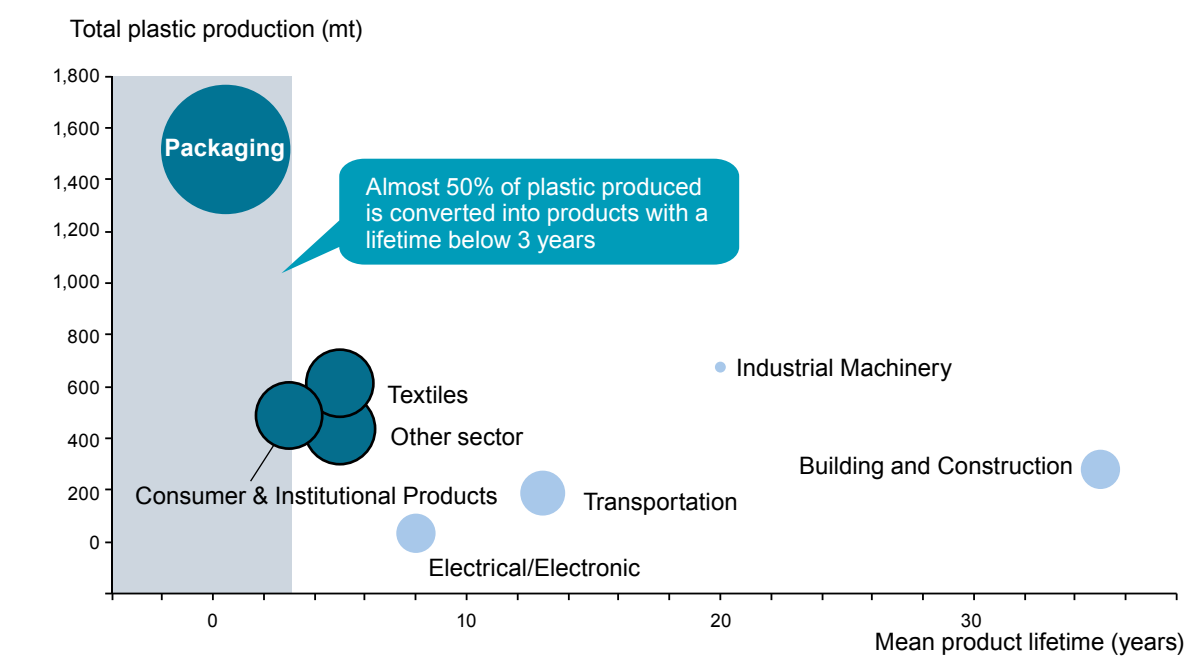 Total plastic production (mt)
1,800
1,600
1,400
1,200
1,000
800
600
400
200
0
Packaging
Almost 50% of plastic produced
is converted into products with a
lifetime below 3 years
Industrial Machinery
Textiles
Other sector
Building and Construction
Consumer & Institutional Products
Transportation
Electrical/Electronic
0
10
20
30
Mean product lifetime (years)